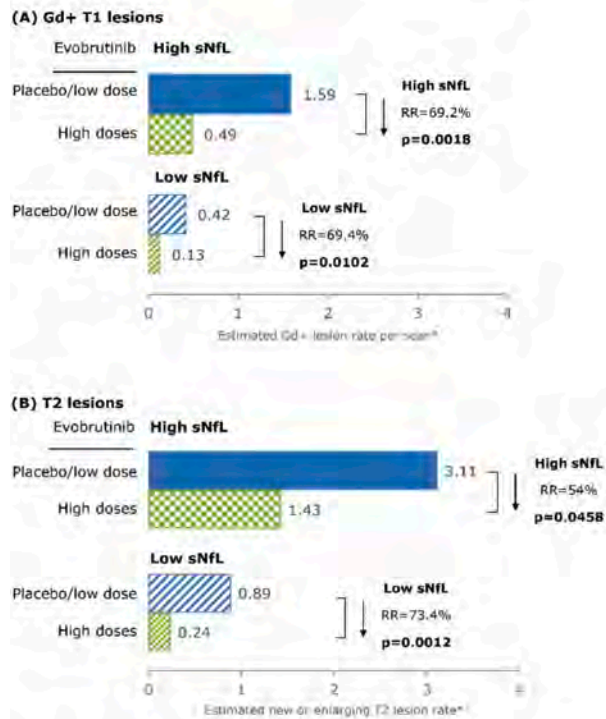 (A) Gd+ T1 lesions
Evobrutinib High sNfL
Placebo/low dose 1.59
High doses 0.49
High sNfL
RR=69.2%
p=0.0018
Low sNfL
Placebo/low dose 0.42
High doses 0.13
Low sNfL
RR=69.4%
p=0.0102
0 1 2 3 4
Estimated Gd+ lesion rate per scan*
(B) T2 lesions
Evobrutinib High sNfL
Placebo/low dose 3.11
High doses 1.43
High sNfL
RR=54%
p=0.0458
Low sNfL
Placebo/low dose 0.89
High doses 0.24
Low sNfL
RR=73.4%
p=0.0012
0 1 2 3
Estimated new or enlarging T2 lesion rate*